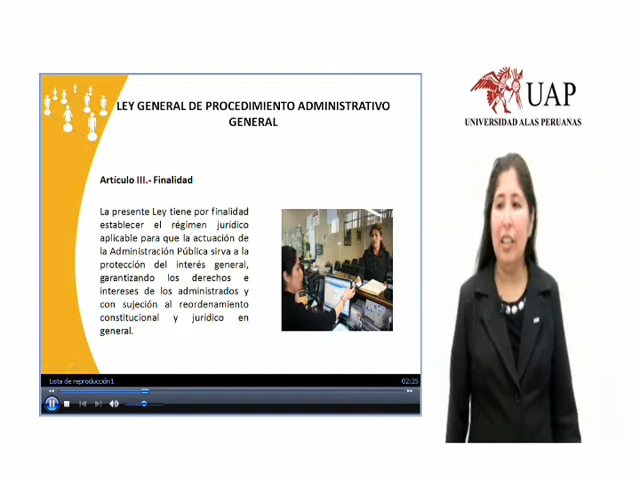 LEY GENERAL DE PROCEDIMIENTO ADMINISTRATIVO
GENERAL
Artículo III.- Finalidad
La presente Ley tiene por finalidad
establecer el régimen jurídico
aplicable para que la actuación de
la Administración Pública sirva a la
protección del interés general,
garantizando los derechos e
intereses de los administrados y
con sujeción al reordenamiento
constitucional y jurídico en
general.
Lista de reproducción1
02:25
UAP
UNIVERSIDAD ALAS PERUANAS